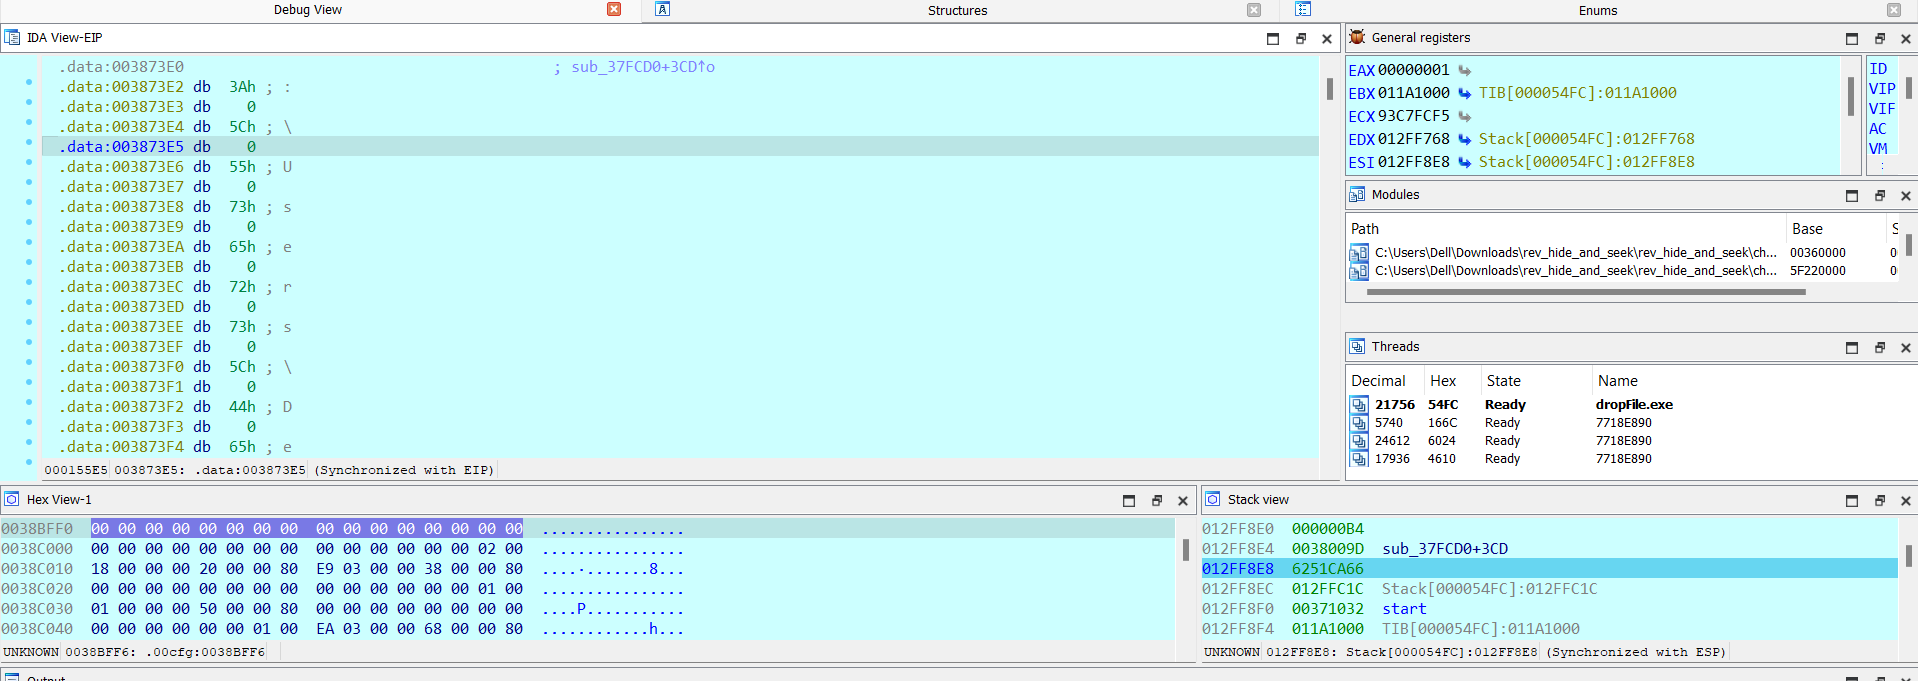 Debug View
Structures
Enums
IDA View-EIP
.data:003873E0 ; sub_37FCD0+3CD↑o
.data:003873E2 db 3Ah ; :
.data:003873E3 db 0
.data:003873E4 db 5Ch ; \
.data:003873E5 db 0
.data:003873E6 db 55h ; U
.data:003873E7 db 0
.data:003873E8 db 73h ; s
.data:003873E9 db 0
.data:003873EA db 65h ; e
.data:003873EB db 0
.data:003873EC db 72h ; r
.data:003873ED db 0
.data:003873EE db 73h ; s
.data:003873EF db 0
.data:003873F0 db 5Ch ; \
.data:003873F1 db 0
.data:003873F2 db 44h ; D
.data:003873F3 db 0
.data:003873F4 db 65h ; e
000155E5 003873E5: .data:003873E5 (Synchronized with EIP)
General registers
EAX 00000001
EBX 011A1000 TIB[000054FC]:011A1000
ECX 93C7FCF5
EDX 012FF768 Stack[000054FC]:012FF768
ESI 012FF8E8 Stack[000054FC]:012FF8E8
ID
VIP
VIF
AC
VM
Modules
Path Base S
C:\Users\Dell\Downloads\rev_hide_and_seek\rev_hide_and_seek\ch... 00360000 0
C:\Users\Dell\Downloads\rev_hide_and_seek\rev_hide_and_seek\ch... 5F220000 0
Threads
Decimal Hex State Name
21756 54FC Ready dropFile.exe
5740 166C Ready 7718E890
24612 6024 Ready 7718E890
17936 4610 Ready 7718E890
Hex View-1
0038BFF0 00 00 00 00 00 00 00 00 00 00 00 00 00 00 00 00 ................
0038C000 00 00 00 00 00 00 00 00 00 00 00 00 00 00 02 00 ................
0038C010 18 00 00 00 20 00 00 80 E9 03 00 00 38 00 00 80 ....·.......8...
0038C020 00 00 00 00 00 00 00 00 00 00 00 00 00 00 01 00 ................
0038C030 01 00 00 00 50 00 00 80 00 00 00 00 00 00 00 00 ....P...........
0038C040 00 00 00 00 00 00 01 00 EA 03 00 00 68 00 00 80 ............h...
UNKNOWN 0038BFF6: .00cfg:0038BFF6
Stack view
012FF8E0 000000B4
012FF8E4 0038009D sub_37FCD0+3CD
012FF8E8 6251CA66
012FF8EC 012FFC1C Stack[000054FC]:012FFC1C
012FF8F0 00371032 start
012FF8F4 011A1000 TIB[000054FC]:011A1000
UNKNOWN 012FF8E8: Stack[000054FC]:012FF8E8 (Synchronized with ESP)
Output